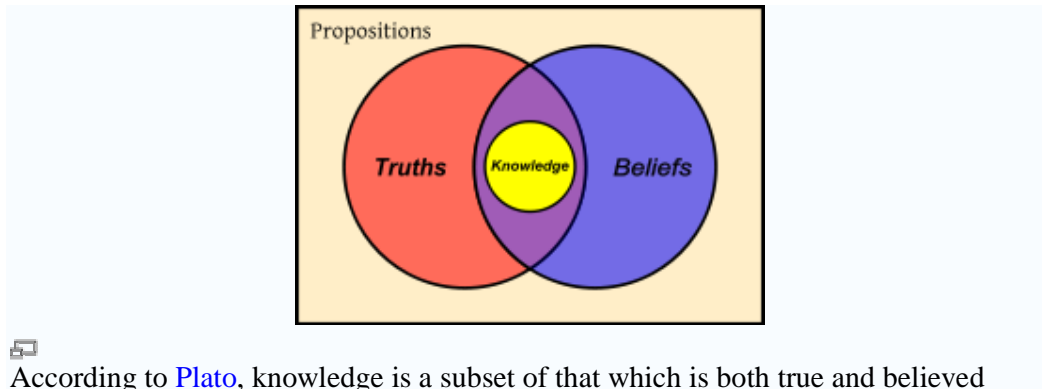 Propositions
Truths Knowledge Beliefs
According to Plato, knowledge is a subset of that which is both true and believed